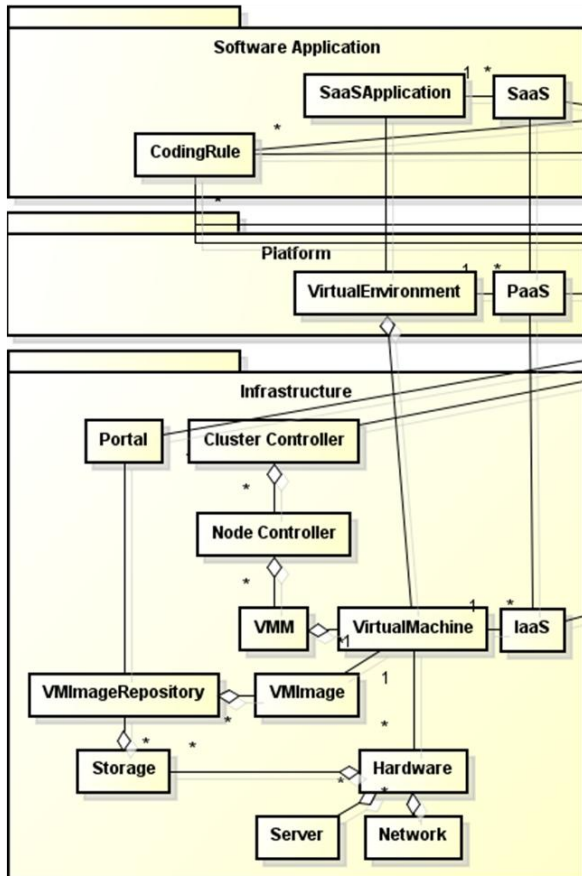 Software Application
1 *
SaaSApplication SaaS
*
CodingRule
*
Platform
1 *
VirtualEnvironment PaaS
Infrastructure
Portal Cluster Controller
*
Node Controller
*
1 *
VMM VirtualMachine IaaS
*1
1
VMImageRepository VMImage
* *
* *
Storage Hardware
* *
Server Network